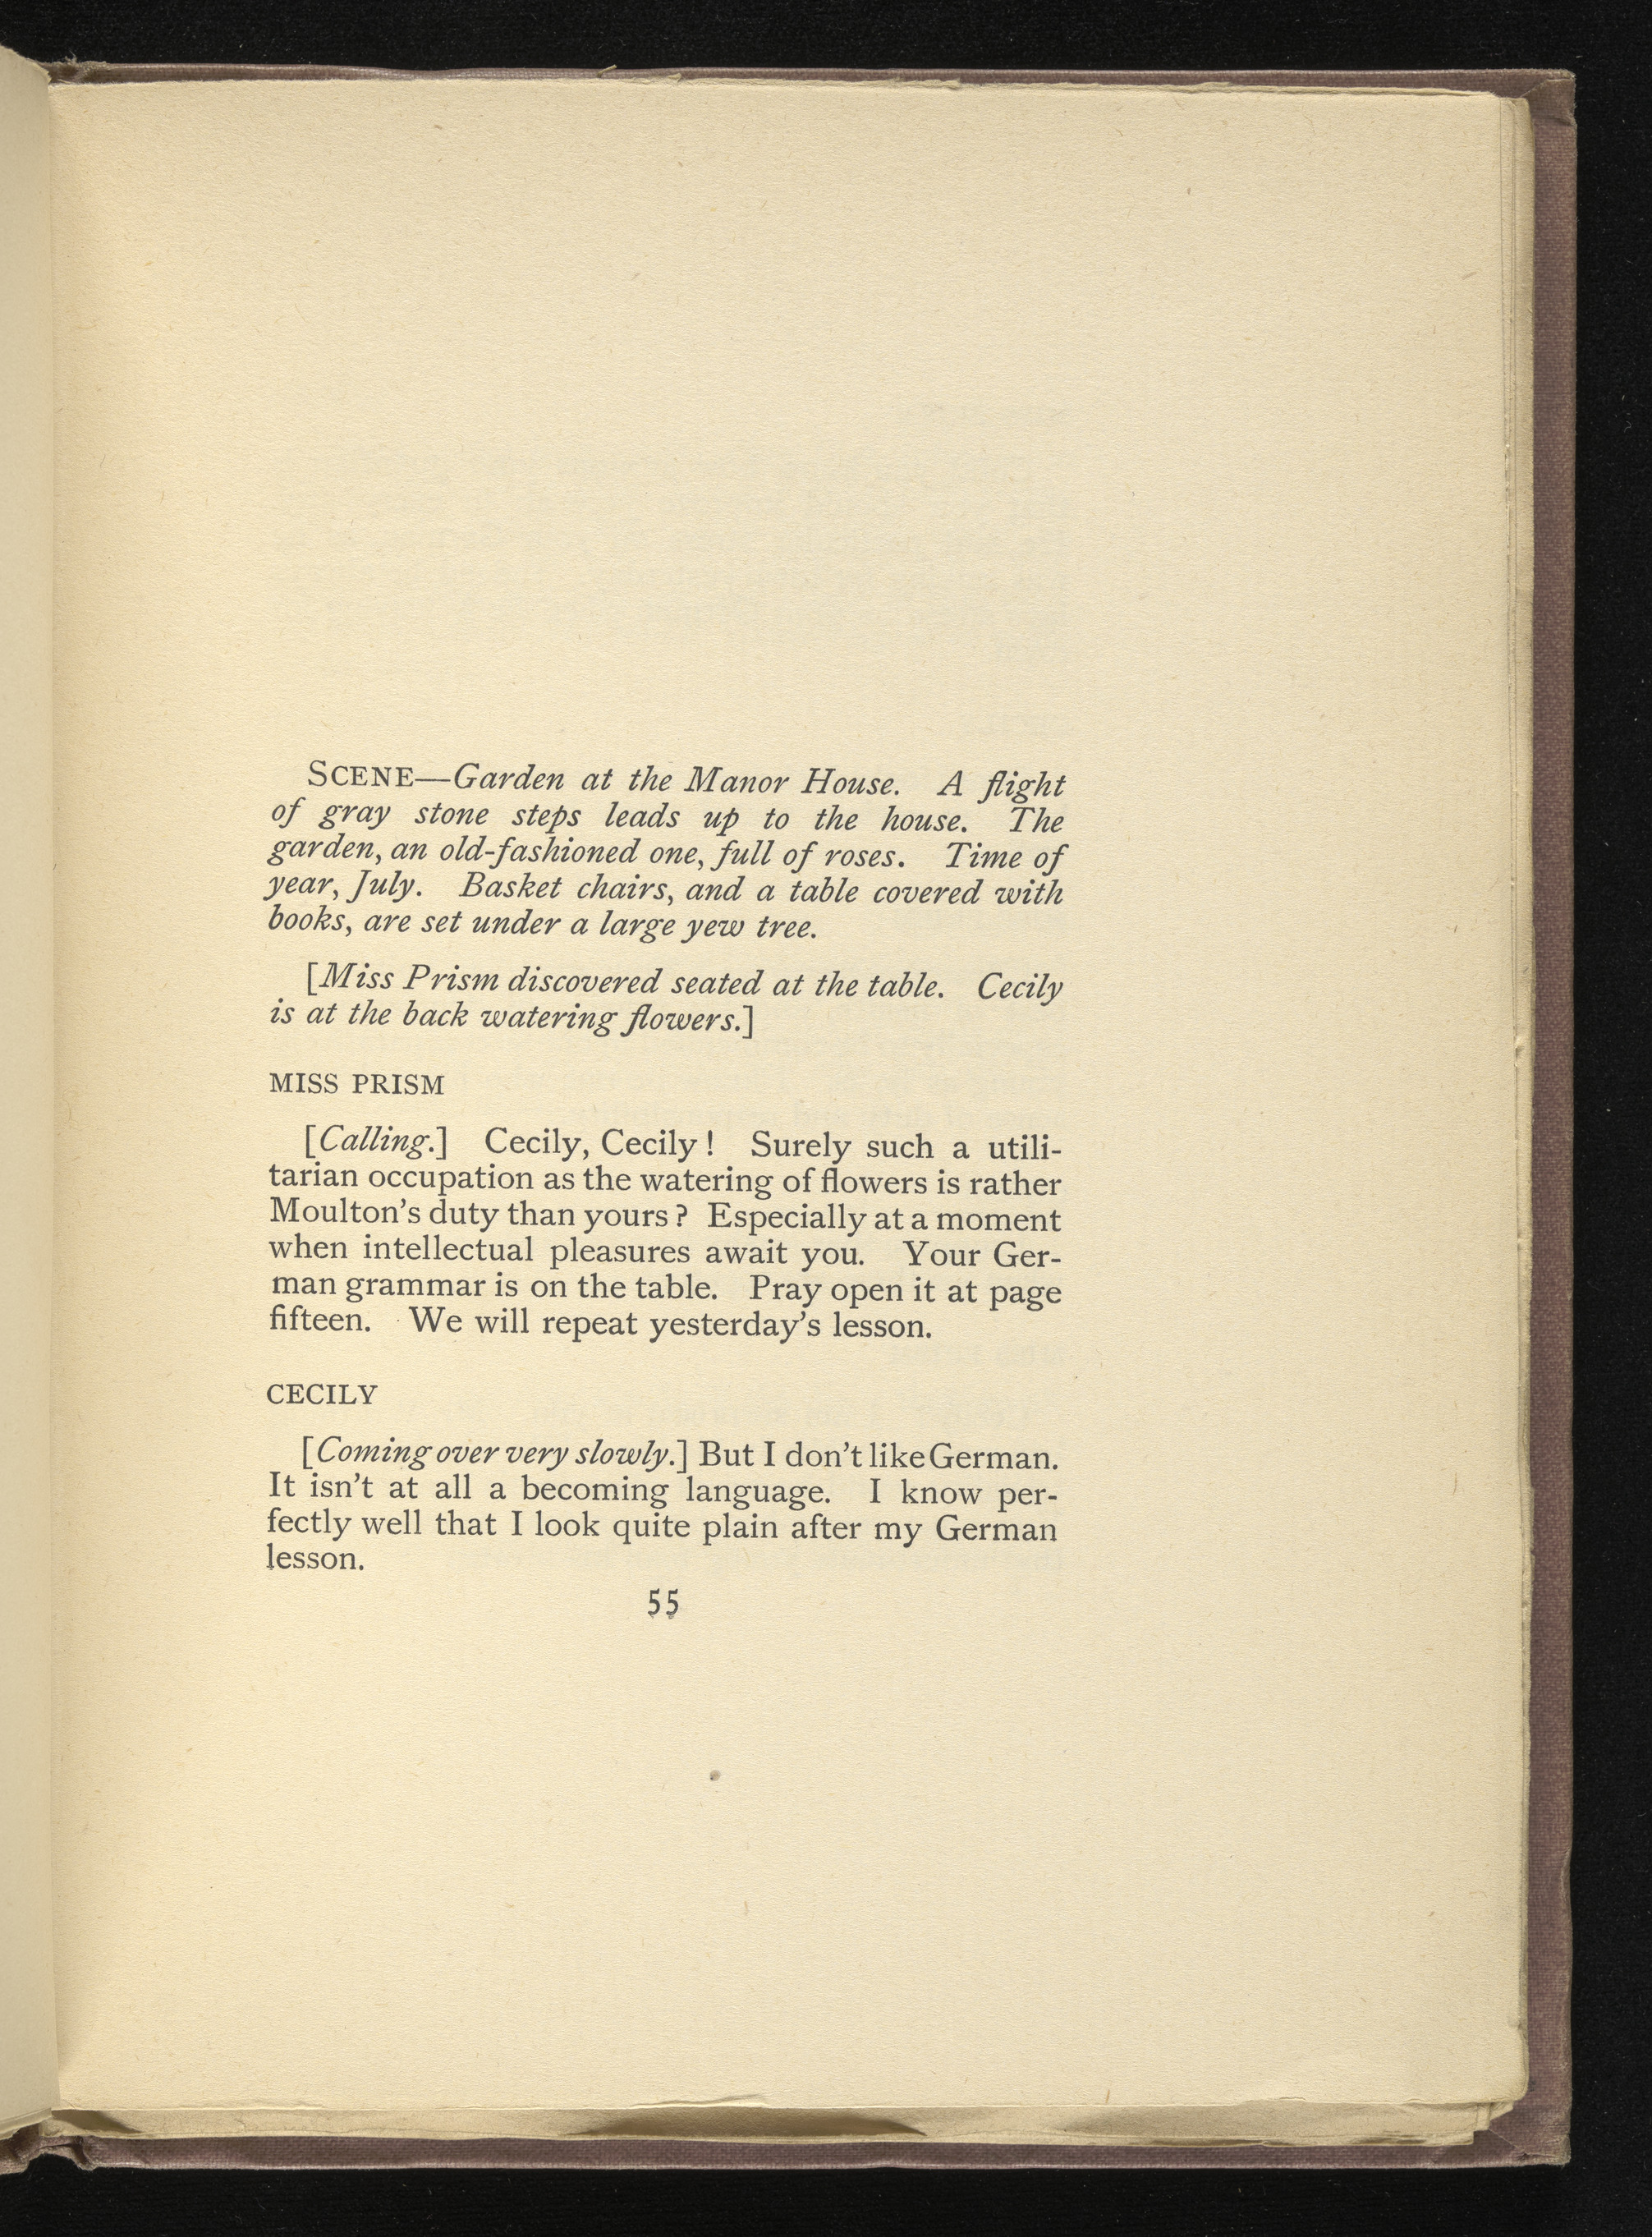 SCENE—Garden at the Manor House. A flight
of gray stone steps leads up to the house. The
garden, an old-fashioned one, full of roses. Time of
year, July. Basket chairs, and a table covered with
books, are set under a large yew tree.
[Miss Prism discovered seated at the table. Cecily
is at the back watering flowers.]
MISS PRISM
[Calling.] Cecily, Cecily! Surely such a utili-
tarian occupation as the watering of flowers is rather
Moulton's duty than yours? Especially at a moment
when intellectual pleasures await you. Your Ger-
man grammar is on the table. Pray open it at page
fifteen. We will repeat yesterday's lesson.
CECILY
[Coming over very slowly.] But I don't like German.
It isn't at all a becoming language. I know per-
fectly well that I look quite plain after my German
lesson.
55